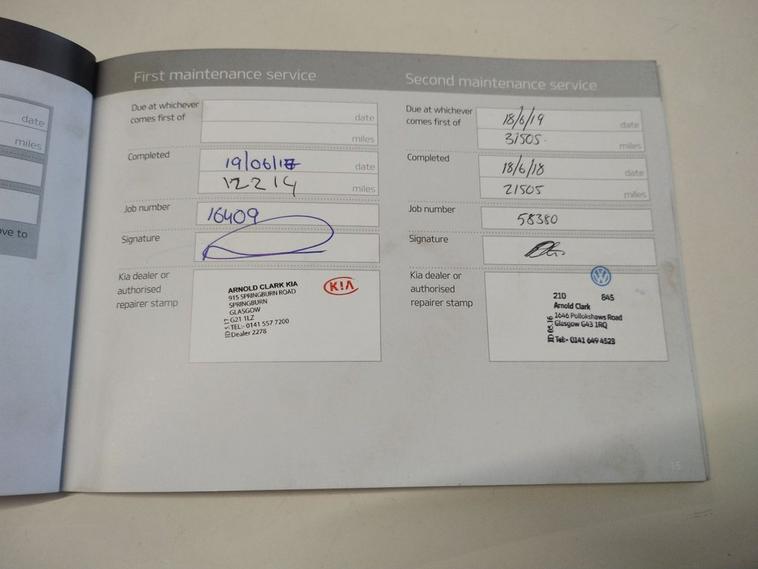 date
miles
ve to
First maintenance service
Due at whichever
comes first of
date
miles
Completed
19/06/17 date
12214 miles
Job number
16409
Signature
Kia dealer or
authorised
repairer stamp
ARNOLD CLARK KIA
915 SPRINGBURN ROAD
SPRINGBURN
GLASGOW
G21 1LZ
TEL:- 0141 557 7200
Dealer 2278
KIA
Second maintenance service
Due at whichever
comes first of
18/6/19 date
31505 miles
Completed
18/6/18 date
21505 miles
Job number
58380
Signature
Kia dealer or
authorised
repairer stamp
210 845
Arnold Clark
1646 Pollokshaws Road
Glasgow G43 1RQ
Tel:- 0141 649 4523
15